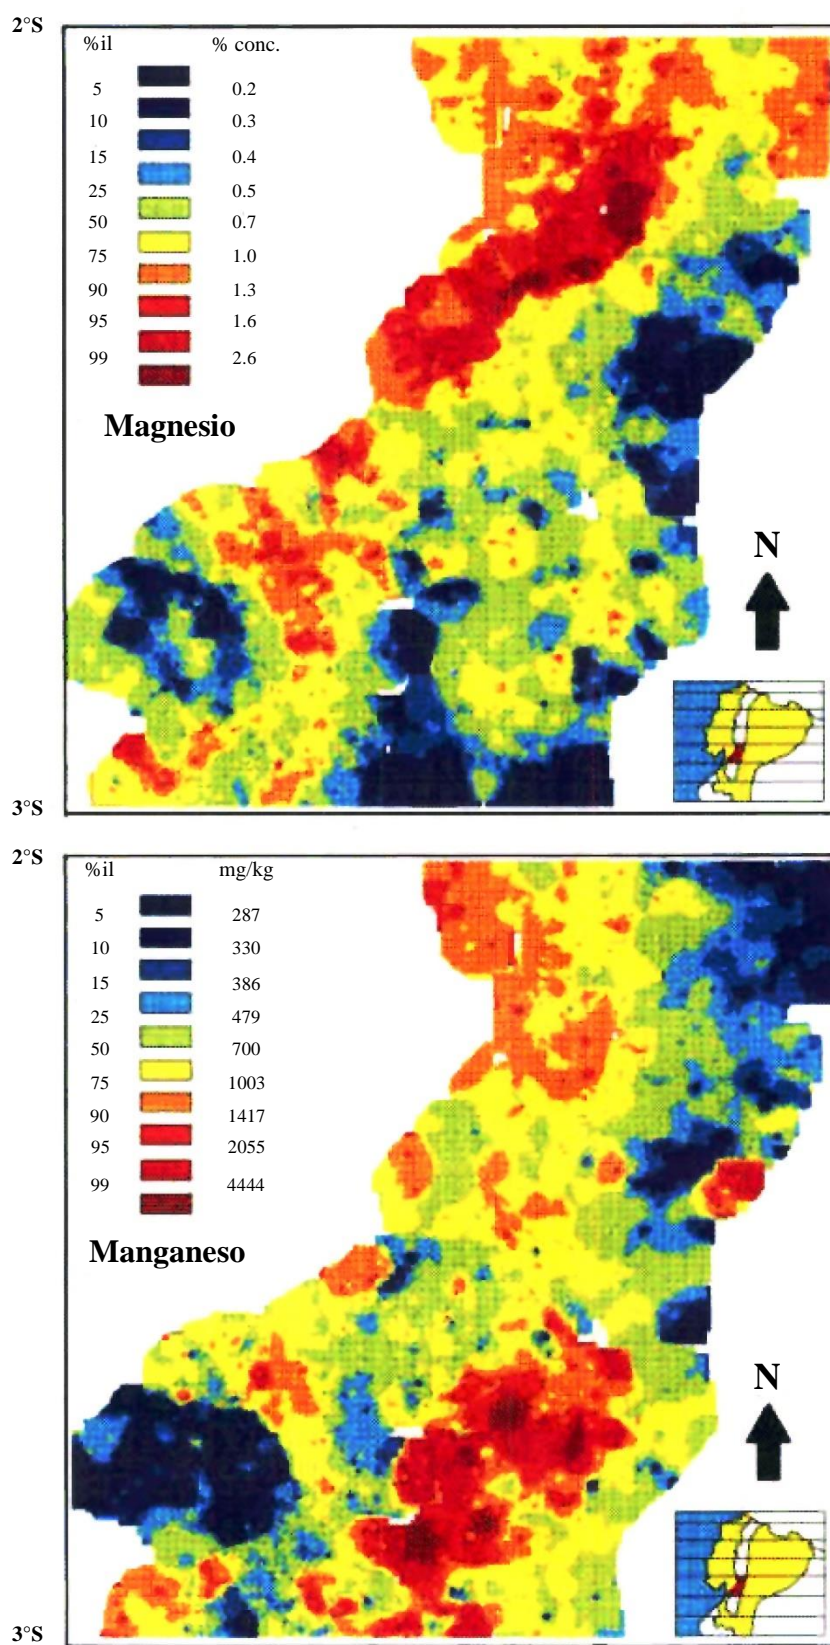 2°S
%il % conc.
5 0.2
10 0.3
15 0.4
25 0.5
50 0.7
75 1.0
90 1.3
95 1.6
99 2.6
Magnesio
N
3°S
2°S
%il mg/kg
5 287
10 330
15 386
25 479
50 700
75 1003
90 1417
95 2055
99 4444
Manganeso
N
3°S